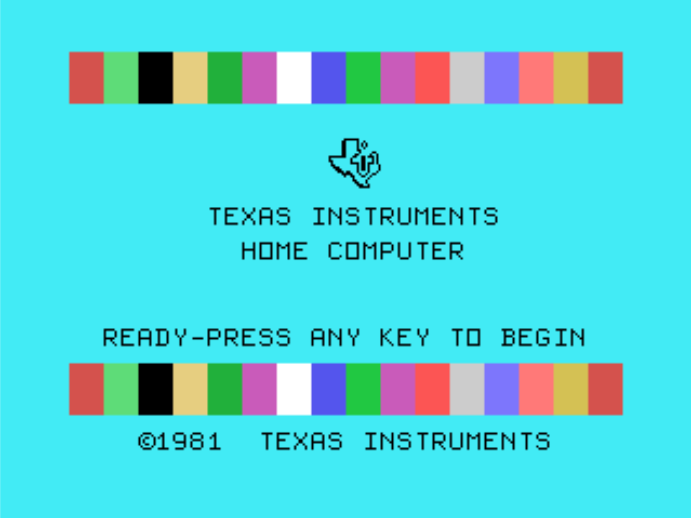 TEXAS INSTRUMENTS
HOME COMPUTER
READY-PRESS ANY KEY TO BEGIN
©1981 TEXAS INSTRUMENTS